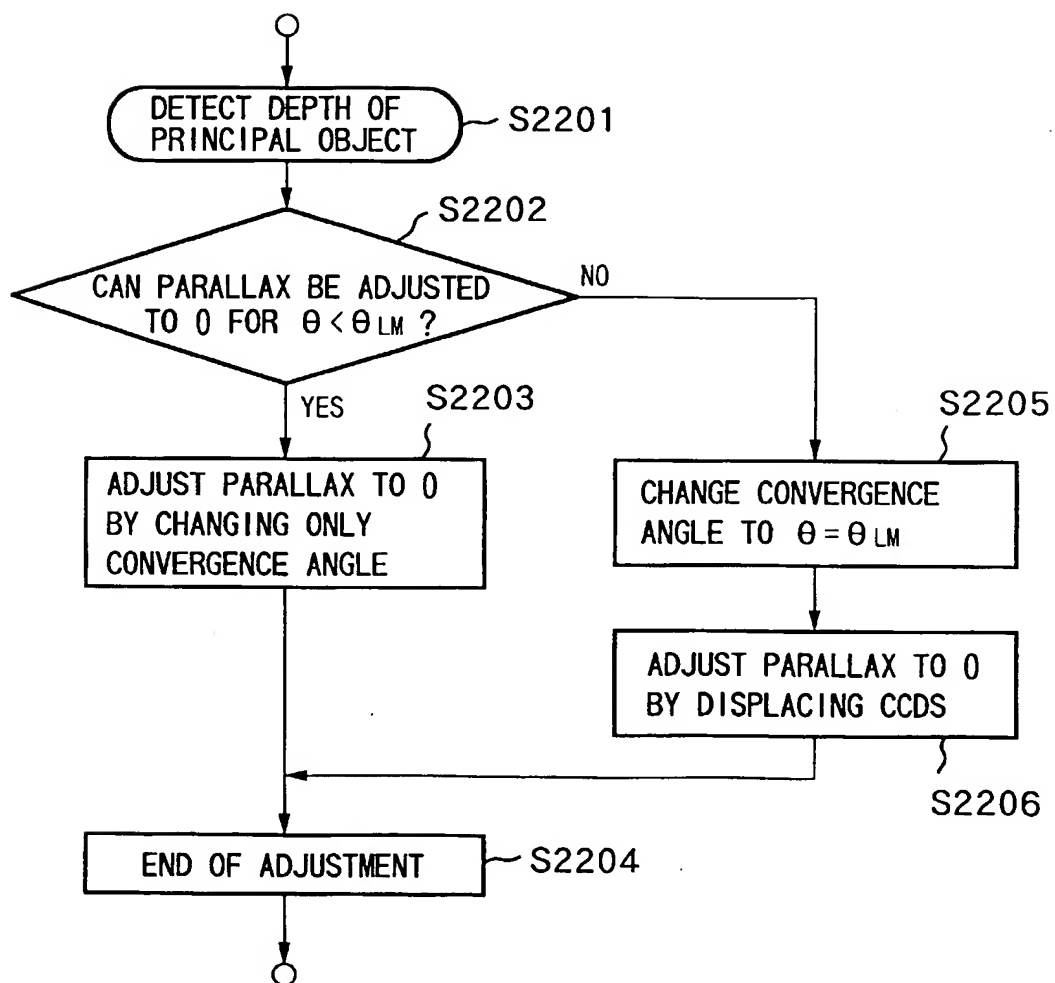 DETECT DEPTH OF
PRINCIPAL OBJECT
S2201
S2202
CAN PARALLAX BE ADJUSTED
TO 0 FOR θ < θLM ?
NO
YES
S2203
ADJUST PARALLAX TO 0
BY CHANGING ONLY
CONVERGENCE ANGLE
S2205
CHANGE CONVERGENCE
ANGLE TO θ = θLM
ADJUST PARALLAX TO 0
BY DISPLACING CCDS
S2206
END OF ADJUSTMENT
S2204